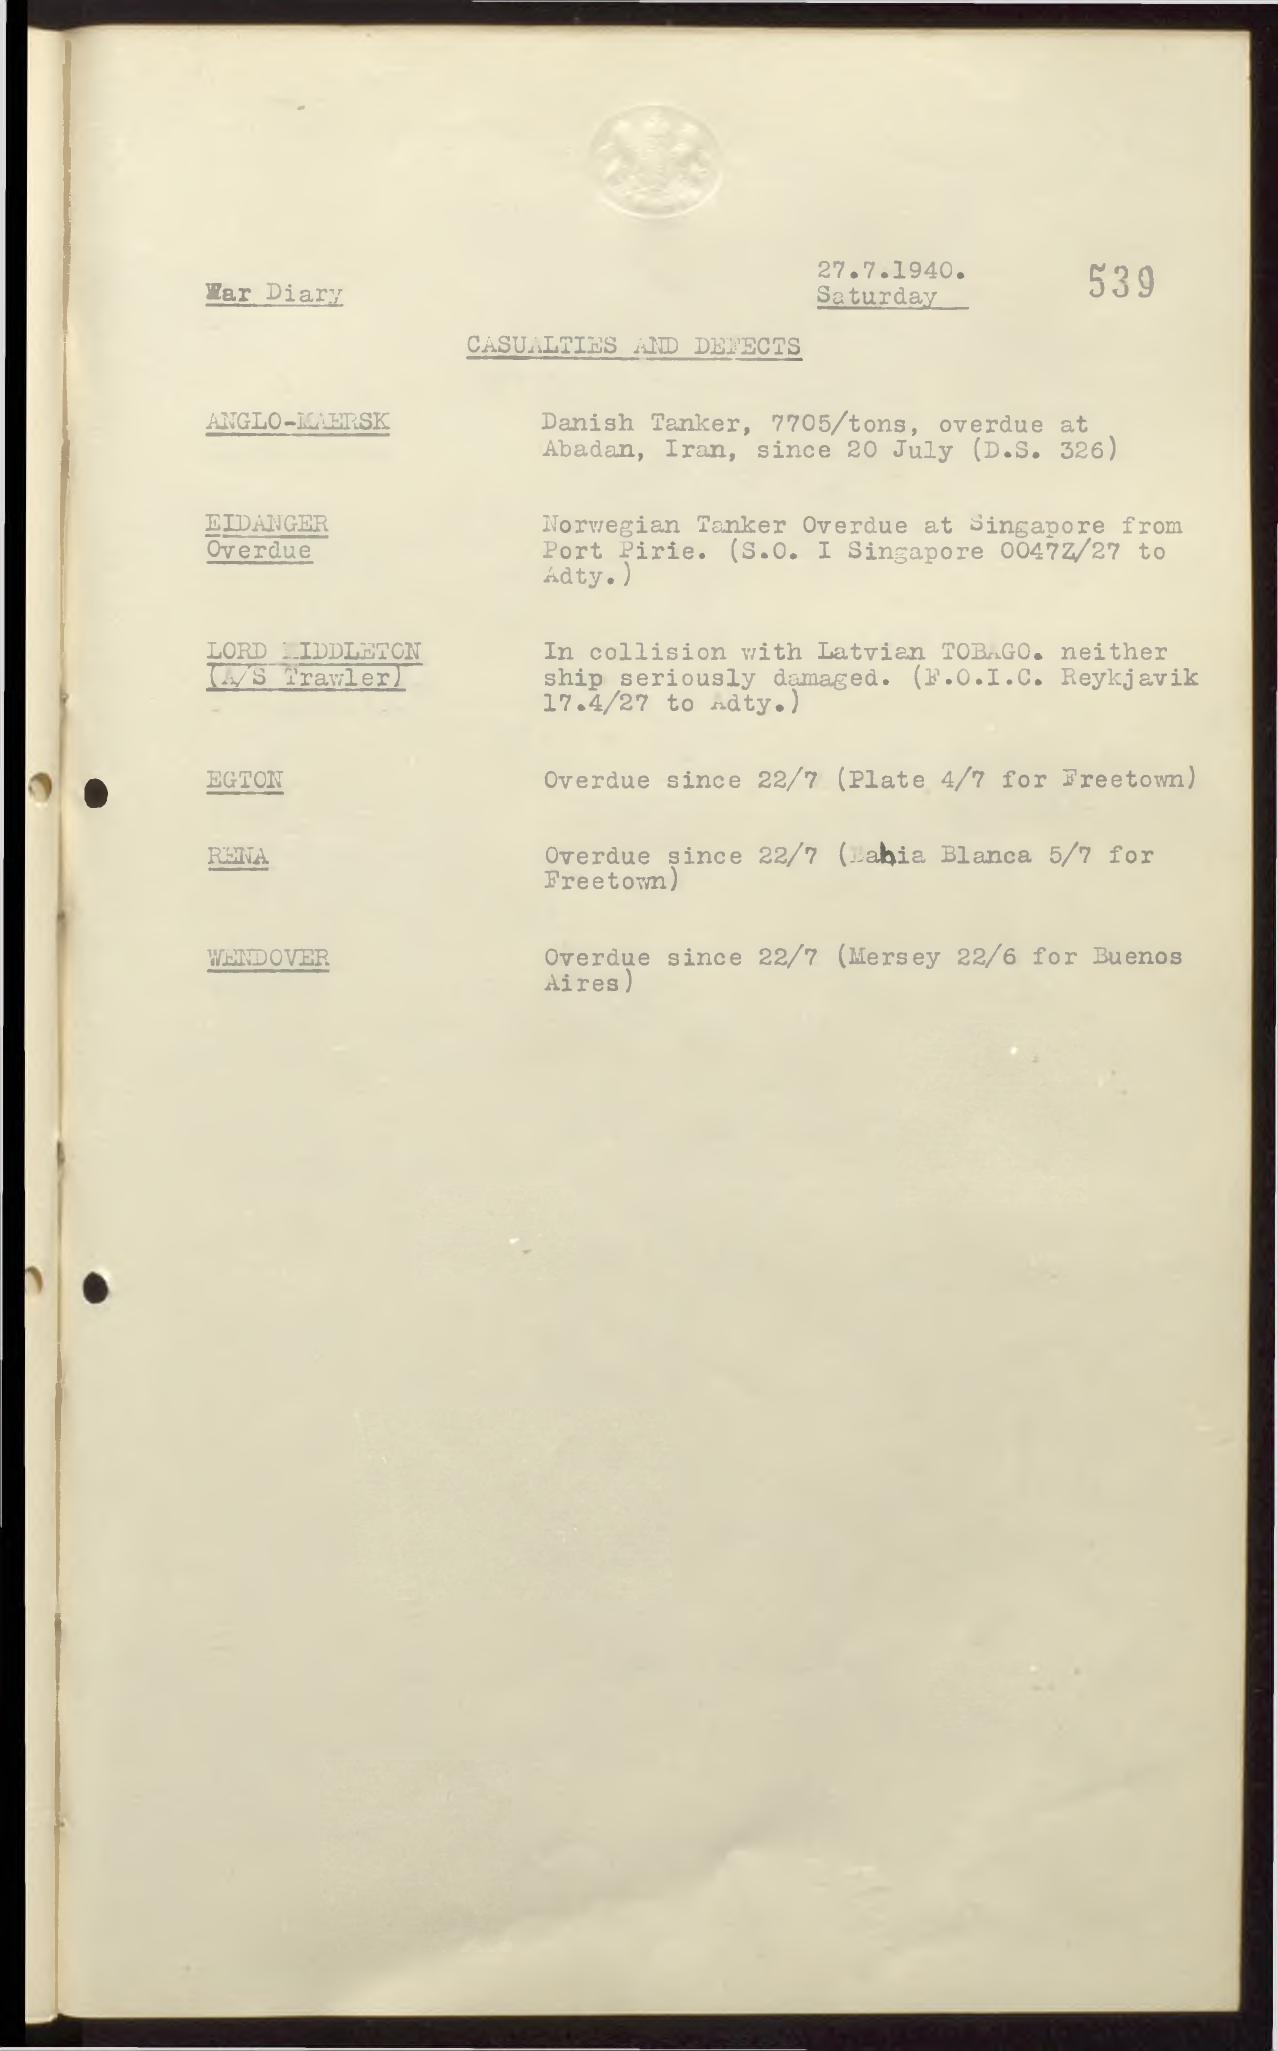 27.7.1940.
War Diary Saturday 539
CASUALTIES AND DEFECTS
ANGLO-MAERSK Danish Tanker, 7705/tons, overdue at
Abadan, Iran, since 20 July (D.S. 326)
EIDANGER Norwegian Tanker Overdue at Singapore from
Overdue Port Pirie. (S.O. I Singapore 0047Z/27 to
Adty.)
LORD MIDDLETON In collision with Latvian TOBAGO. neither
(A/S Trawler) ship seriously damaged. (F.O.I.C. Reykjavik
17.4/27 to Adty.)
EGTON Overdue since 22/7 (Plate 4/7 for Freetown)
RENA Overdue since 22/7 (Bahia Blanca 5/7 for
Freetown)
WENDOVER Overdue since 22/7 (Mersey 22/6 for Buenos
Aires)